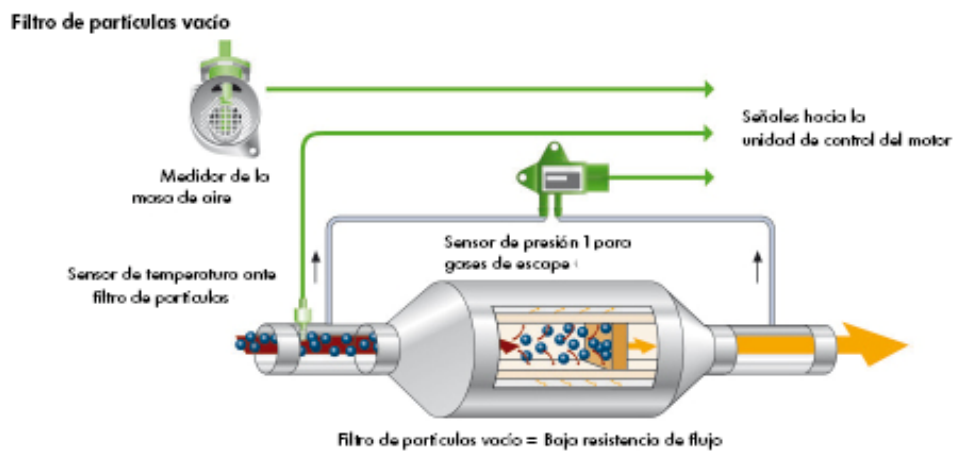 Filtro de partículas vacío
Señales hacia la
unidad de control del motor
Medidor de la
masa de aire
Sensor de presión 1 para
gases de escape
Sensor de temperatura ante
filtro de partículas
Filtro de partículas vacío = Baja resistencia de flujo